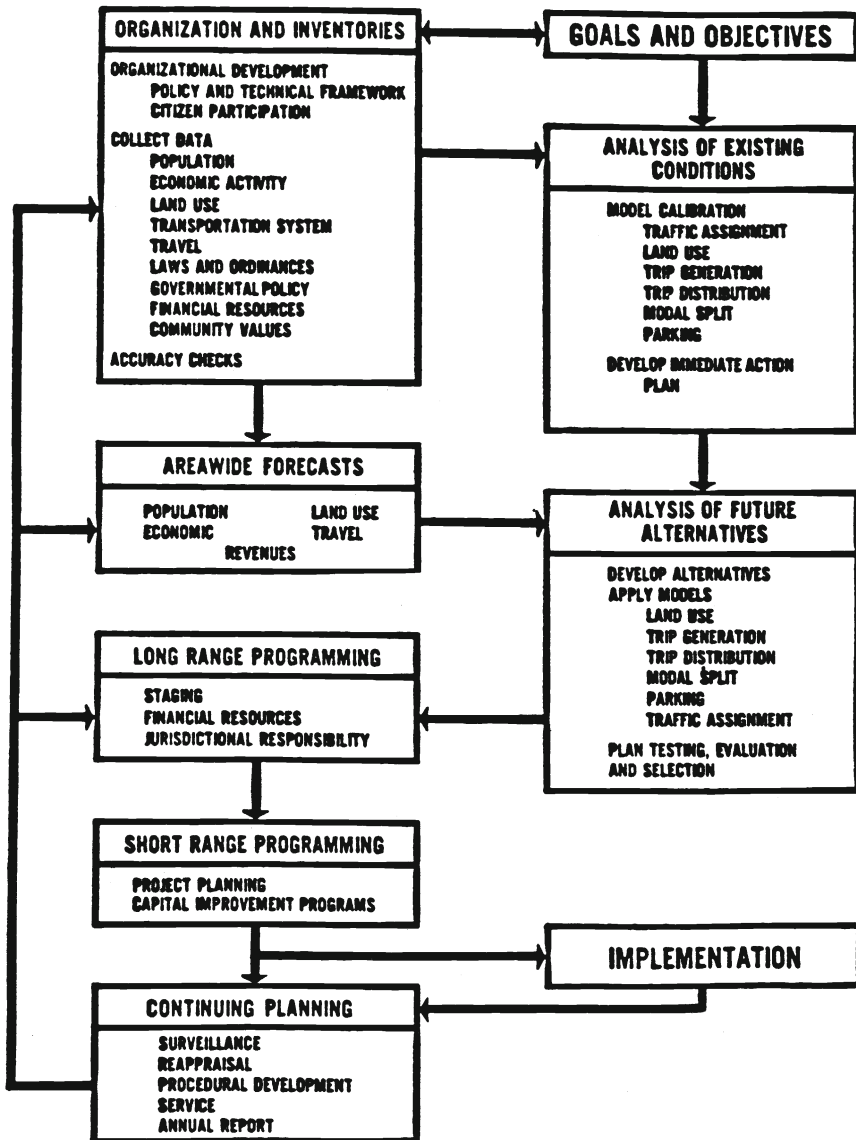 ORGANIZATION AND INVENTORIES
ORGANIZATIONAL DEVELOPMENT
POLICY AND TECHNICAL FRAMEWORK
CITIZEN PARTICIPATION
COLLECT DATA
POPULATION
ECONOMIC ACTIVITY
LAND USE
TRANSPORTATION SYSTEM
TRAVEL
LAWS AND ORDINANCES
GOVERNMENTAL POLICY
FINANCIAL RESOURCES
COMMUNITY VALUES
ACCURACY CHECKS
GOALS AND OBJECTIVES
ANALYSIS OF EXISTING
CONDITIONS
MODEL CALIBRATION
TRAFFIC ASSIGNMENT
LAND USE
TRIP GENERATION
TRIP DISTRIBUTION
MODAL SPLIT
PARKING
DEVELOP IMMEDIATE ACTION
PLAN
AREAWIDE FORECASTS
POPULATION LAND USE
ECONOMIC TRAVEL
REVENUES
ANALYSIS OF FUTURE
ALTERNATIVES
DEVELOP ALTERNATIVES
APPLY MODELS
LAND USE
TRIP GENERATION
TRIP DISTRIBUTION
MODAL SPLIT
PARKING
TRAFFIC ASSIGNMENT
PLAN TESTING, EVALUATION
AND SELECTION
LONG RANGE PROGRAMMING
STAGING
FINANCIAL RESOURCES
JURISDICTIONAL RESPONSIBILITY
SHORT RANGE PROGRAMMING
PROJECT PLANNING
CAPITAL IMPROVEMENT PROGRAMS
IMPLEMENTATION
CONTINUING PLANNING
SURVEILLANCE
REAPPRAISAL
PROCEDURAL DEVELOPMENT
SERVICE
ANNUAL REPORT